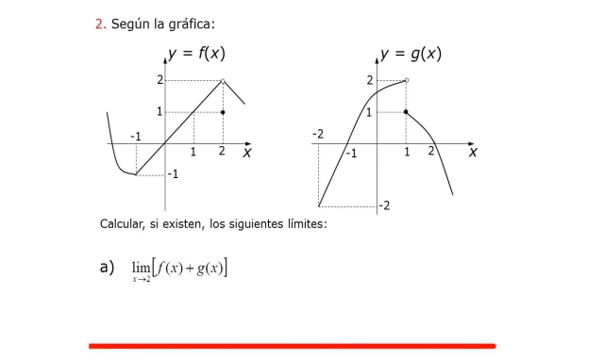 2. Según la gráfica:
y = f(x) y = g(x)
2 2
1 1
-1 -2
1 2 X -1 1 2 X
-1
-2
Calcular, si existen, los siguientes límites:
a) lim[f(x)+g(x)]
x→2